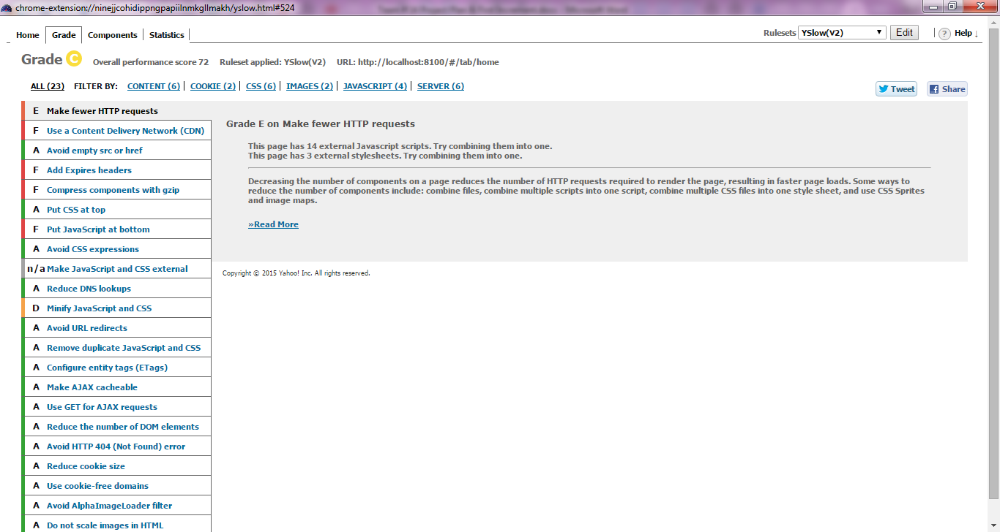 chrome-extension://ninejjcohidippngpapiilnmkgllmakh/yslow.html#524
Home Grade Components Statistics
Rulesets YSlow(V2) Edit ? Help ↓
Grade C Overall performance score 72 Ruleset applied: YSlow(V2) URL: http://localhost:8100/#/tab/home
ALL (23) FILTER BY: CONTENT (6) COOKIE (2) CSS (6) IMAGES (2) JAVASCRIPT (4) SERVER (6)
Tweet Share
E Make fewer HTTP requests
F Use a Content Delivery Network (CDN)
A Avoid empty src or href
F Add Expires headers
F Compress components with gzip
A Put CSS at top
F Put JavaScript at bottom
A Avoid CSS expressions
n/a Make JavaScript and CSS external
A Reduce DNS lookups
D Minify JavaScript and CSS
A Avoid URL redirects
A Remove duplicate JavaScript and CSS
A Configure entity tags (ETags)
A Make AJAX cacheable
A Use GET for AJAX requests
A Reduce the number of DOM elements
A Avoid HTTP 404 (Not Found) error
A Reduce cookie size
A Use cookie-free domains
A Avoid AlphaImageLoader filter
A Do not scale images in HTML
Grade E on Make fewer HTTP requests
This page has 14 external Javascript scripts. Try combining them into one.
This page has 3 external stylesheets. Try combining them into one.
Decreasing the number of components on a page reduces the number of HTTP requests required to render the page, resulting in faster page loads. Some ways to
reduce the number of components include: combine files, combine multiple scripts into one script, combine multiple CSS files into one style sheet, and use CSS Sprites
and image maps.
»Read More
Copyright © 2015 Yahoo! Inc. All rights reserved.